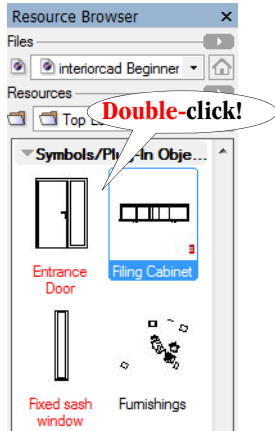 Resource Browser x
Files
interiorcad Beginner
Resources
Double-click!
Top L
Symbols/Plug-In Obje...
Entrance
Door
Filing Cabinet
Fixed sash
window
Furnishings